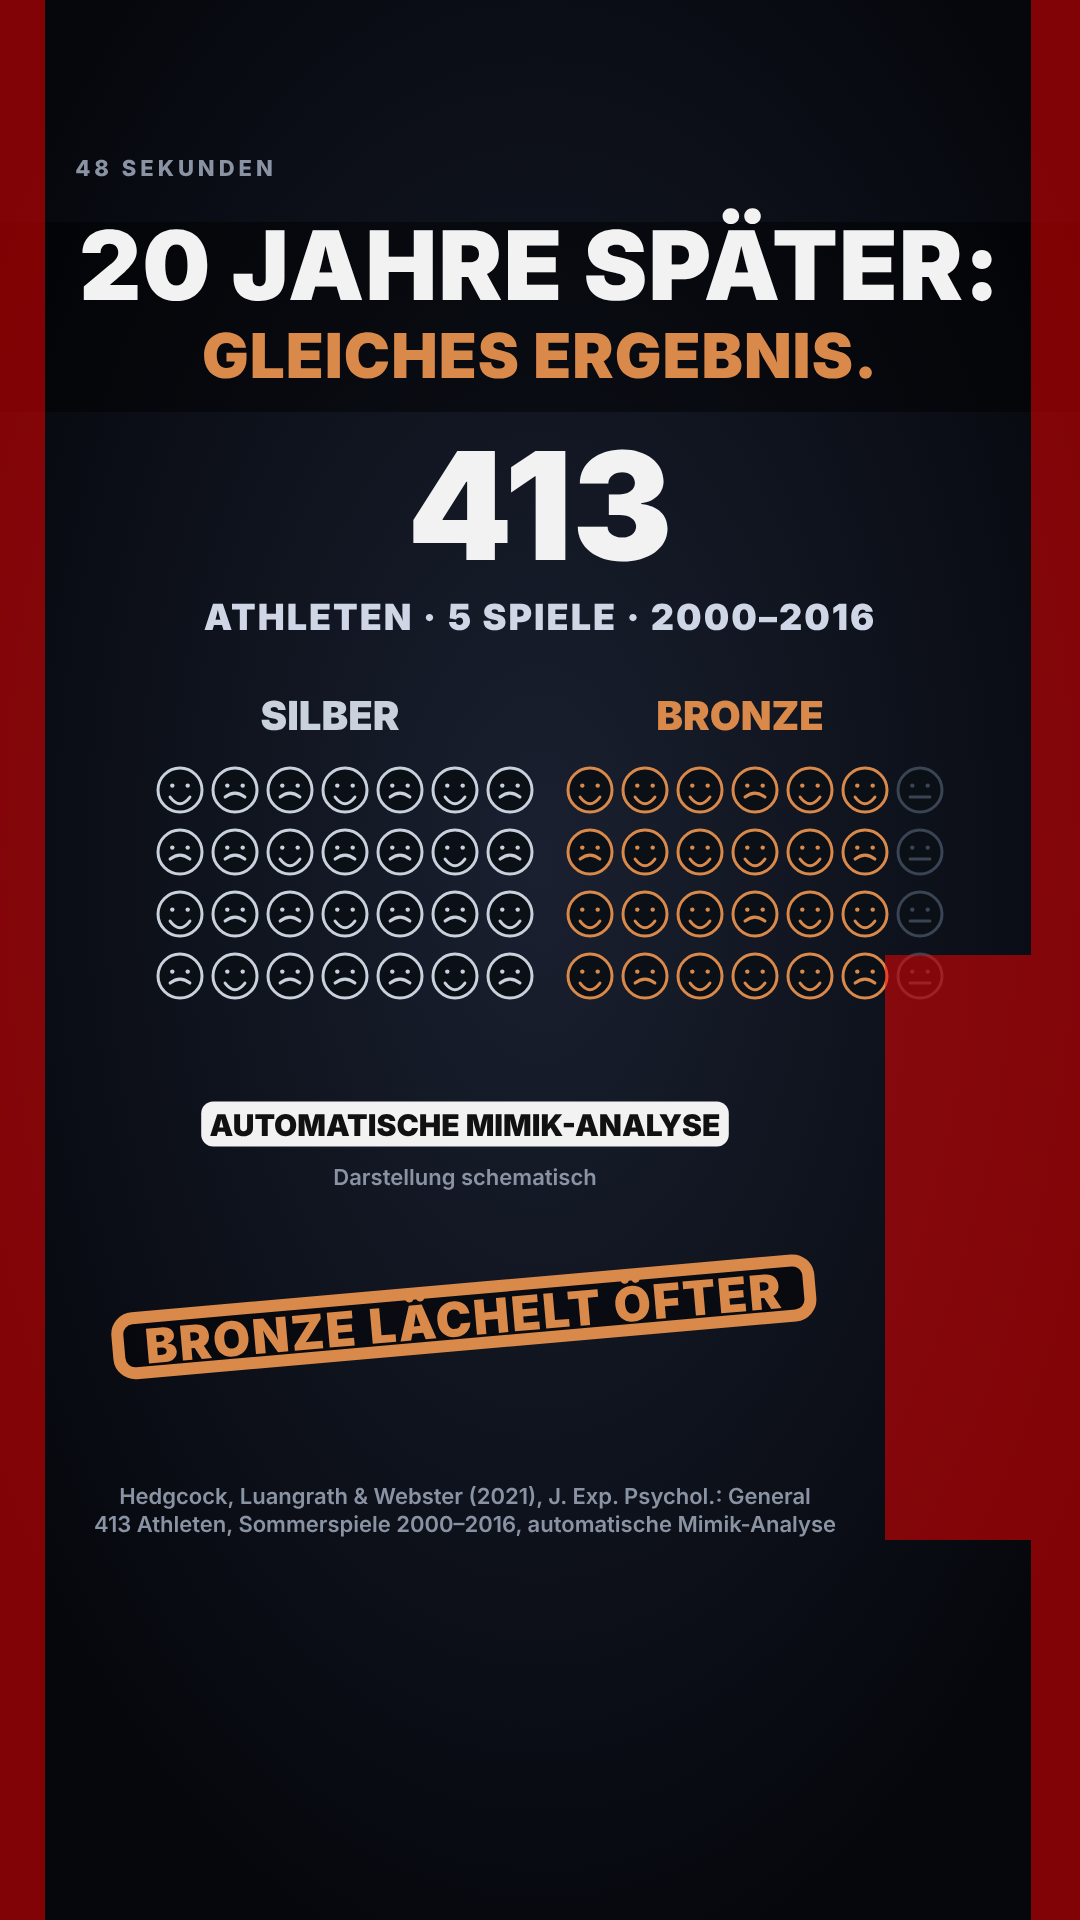 48 SEKUNDEN
20 JAHRE SPÄTER:
GLEICHES ERGEBNIS.
413
ATHLETEN · 5 SPIELE · 2000–2016
SILBER
BRONZE
AUTOMATISCHE MIMIK-ANALYSE
Darstellung schematisch
BRONZE LÄCHELT ÖFTER
Hedgcock, Luangrath & Webster (2021), J. Exp. Psychol.: General
413 Athleten, Sommerspiele 2000–2016, automatische Mimik-Analyse